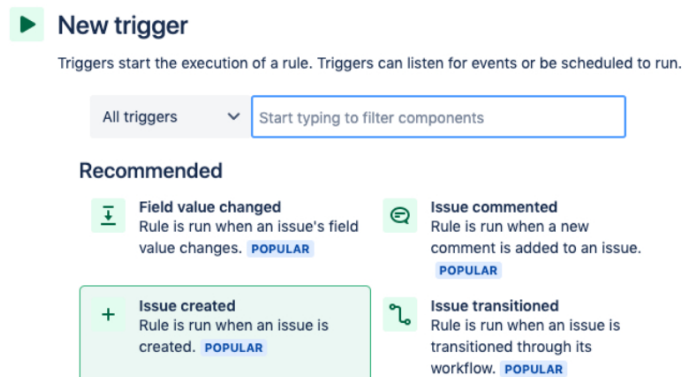 New trigger
Triggers start the execution of a rule. Triggers can listen for events or be scheduled to run.
All triggers
Start typing to filter components
Recommended
Field value changed
Rule is run when an issue's field
value changes. POPULAR
Issue commented
Rule is run when a new
comment is added to an issue.
POPULAR
Issue created
Rule is run when an issue is
created. POPULAR
Issue transitioned
Rule is run when an issue is
transitioned through its
workflow. POPULAR